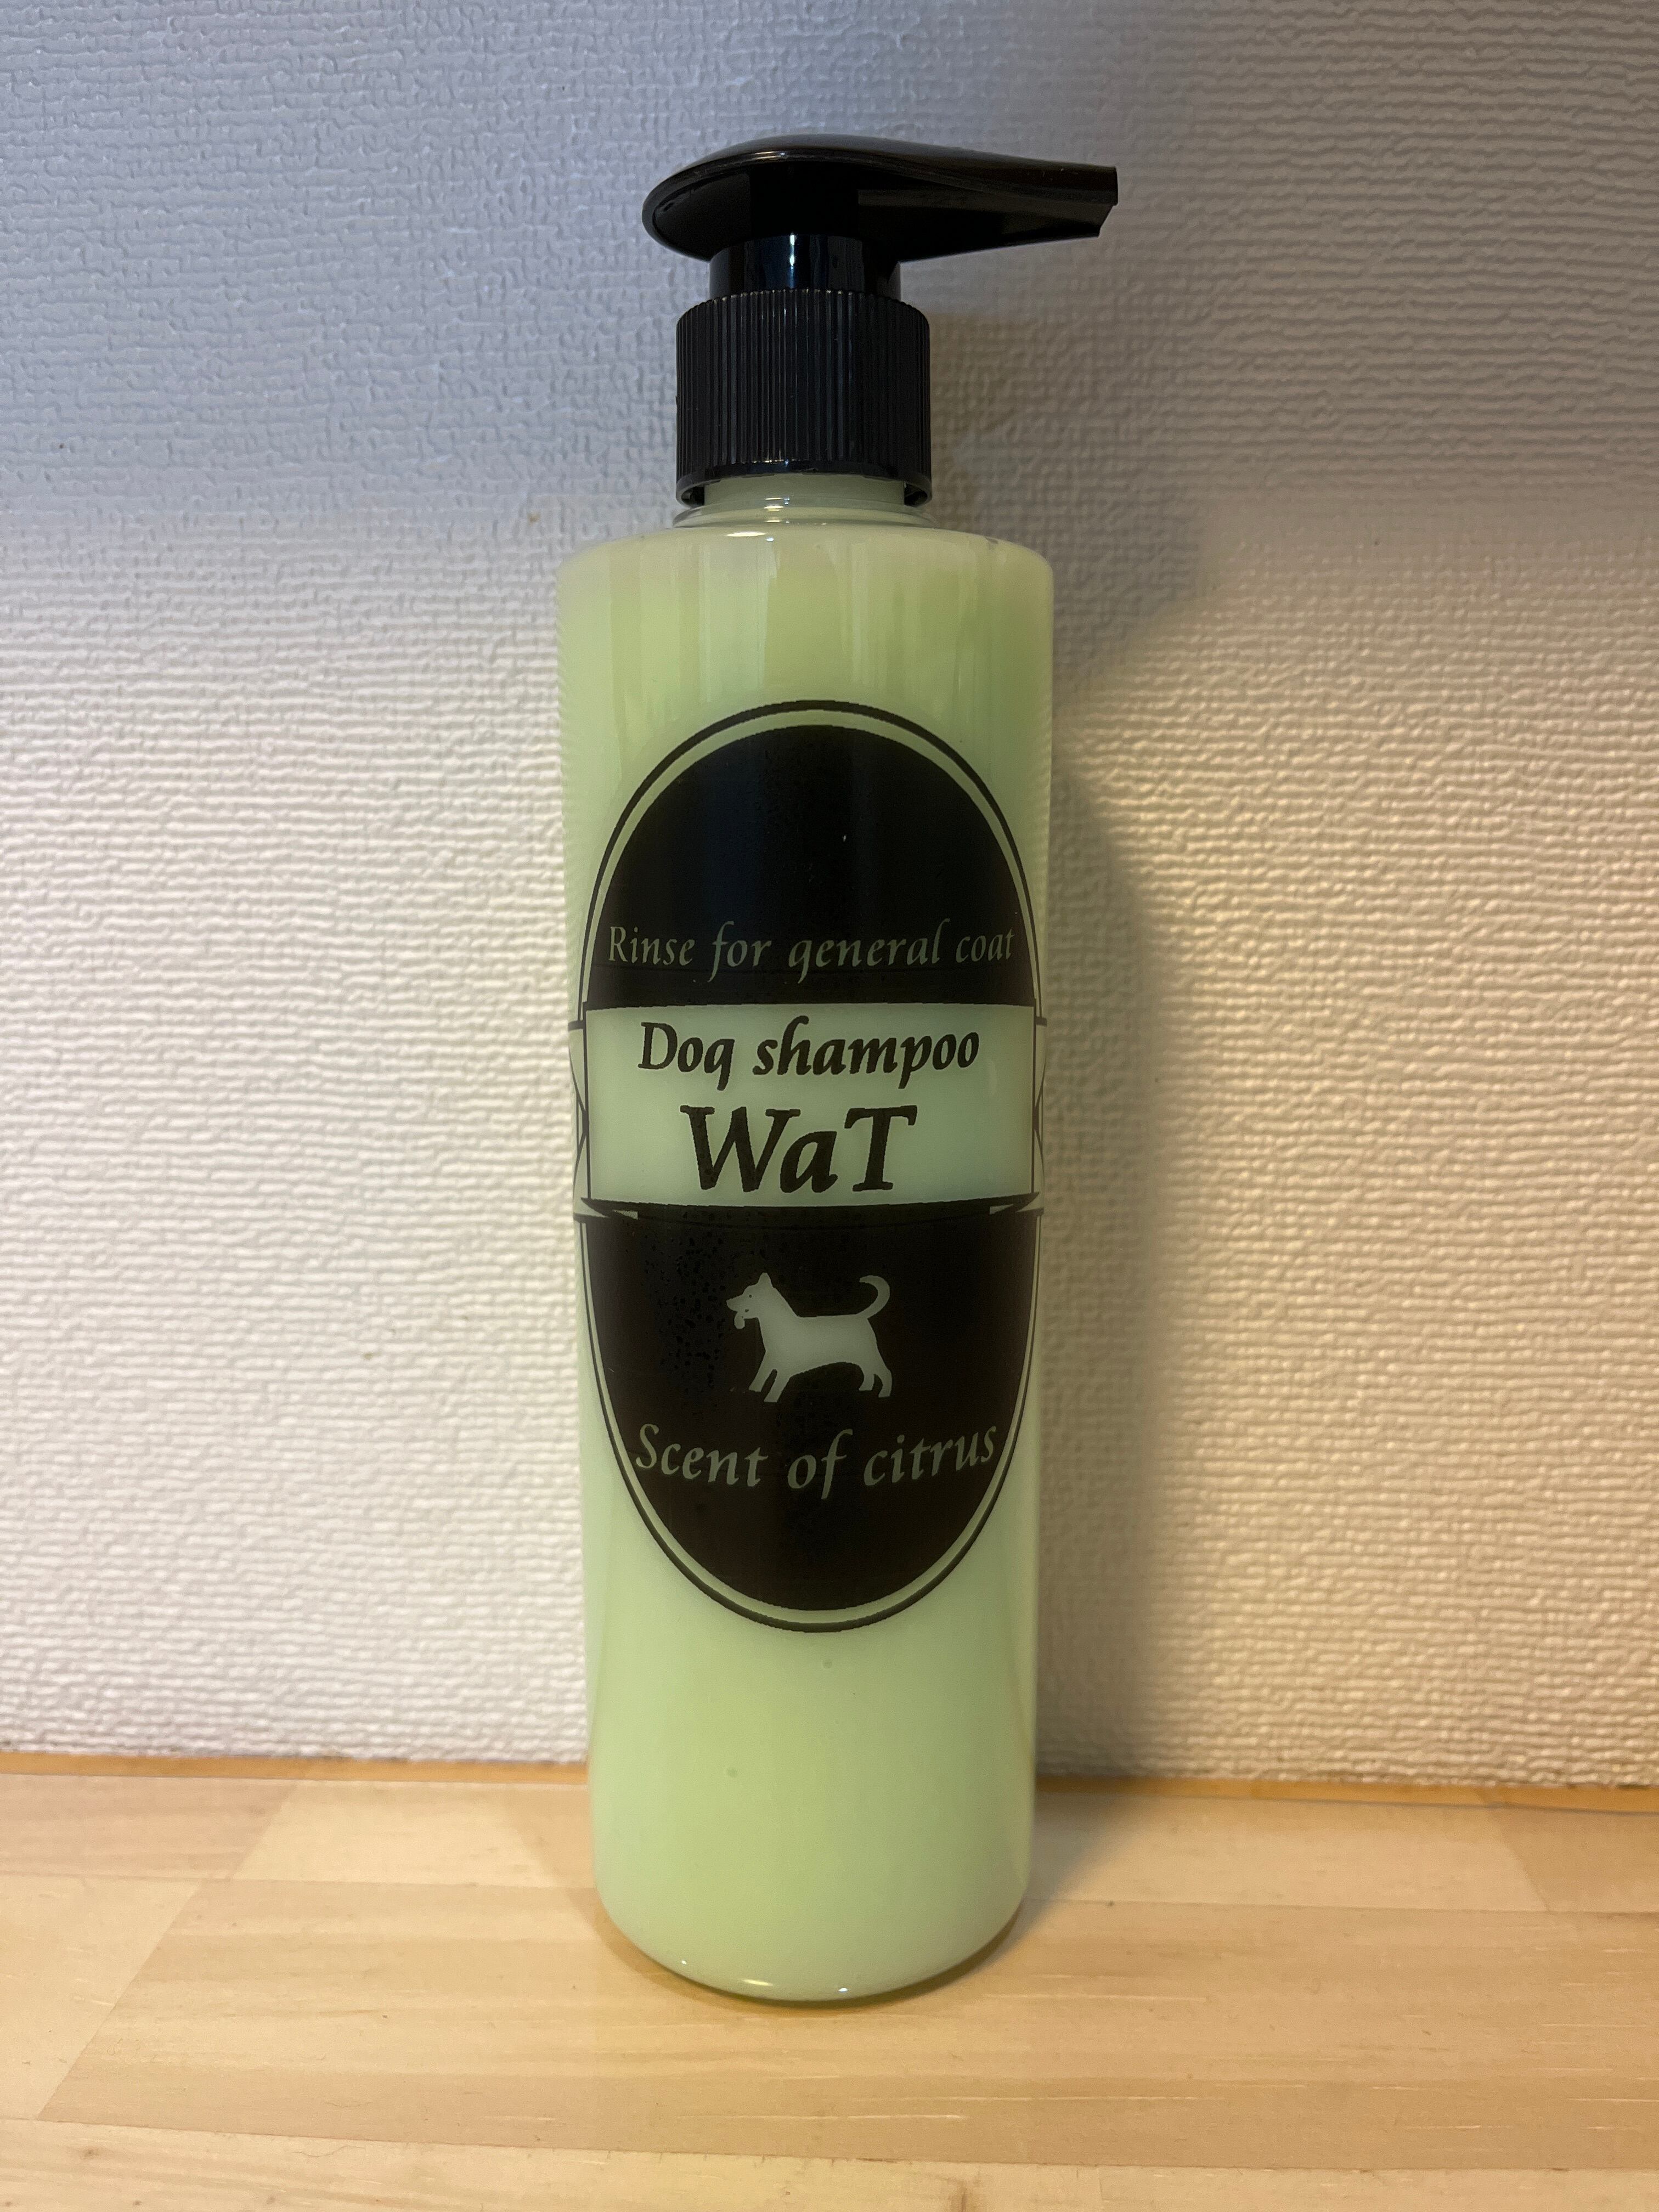 Rinse for general coat
Dog shampoo
WaT
Scent of citrus